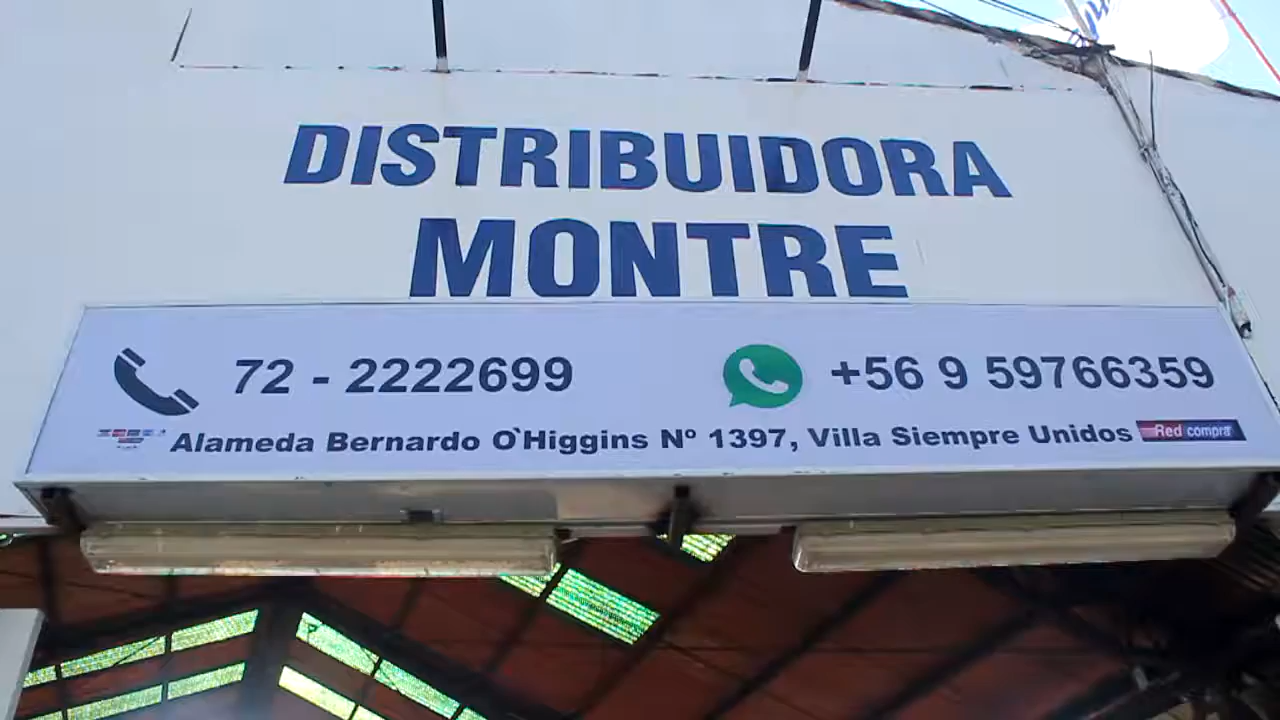 DISTRIBUIDORA
MONTRE
72 - 2222699
+56 9 59766359
Alameda Bernardo O`Higgins Nº 1397, Villa Siempre Unidos
Red compra